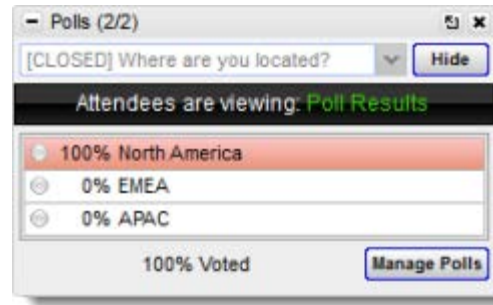 Polls (2/2)
[CLOSED] Where are you located? Hide
Attendees are viewing: Poll Results
100% North America
0% EMEA
0% APAC
100% Voted Manage Polls